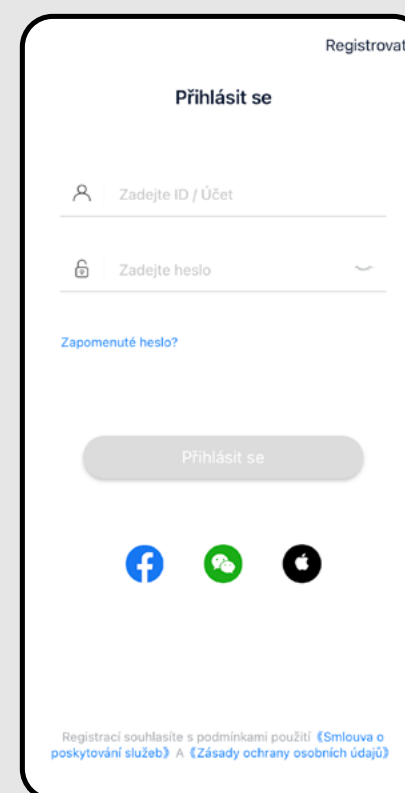 Registrovat
Přihlásit se
Zadejte ID / Účet
Zadejte heslo
Zapomenuté heslo?
Přihlásit se
Registrací souhlasíte s podmínkami použití 《Smlouva o
poskytování služeb》 A 《Zásady ochrany osobních údajů》